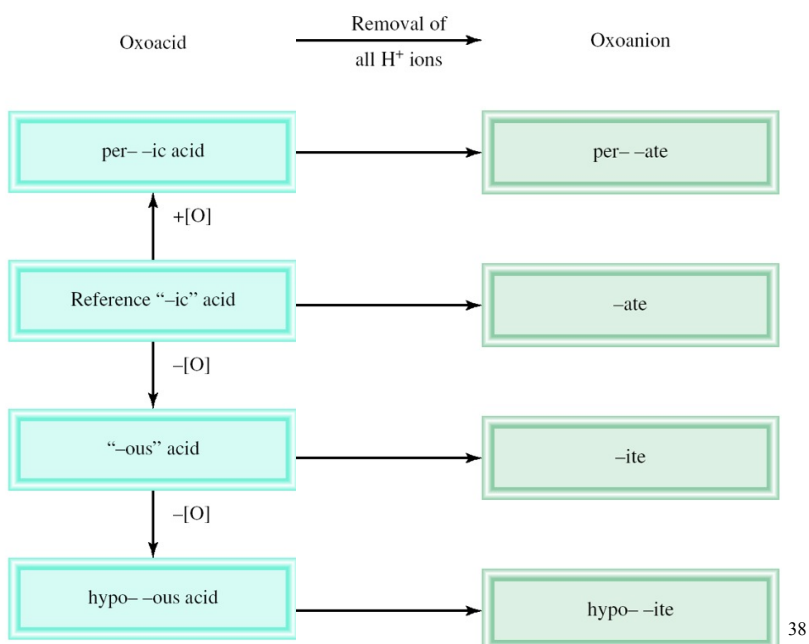 Oxoacid
Removal of
all H⁺ ions
Oxoanion
per– –ic acid
per– –ate
+[O]
Reference “–ic” acid
–ate
–[O]
“–ous” acid
–ite
–[O]
hypo– –ous acid
hypo– –ite
38